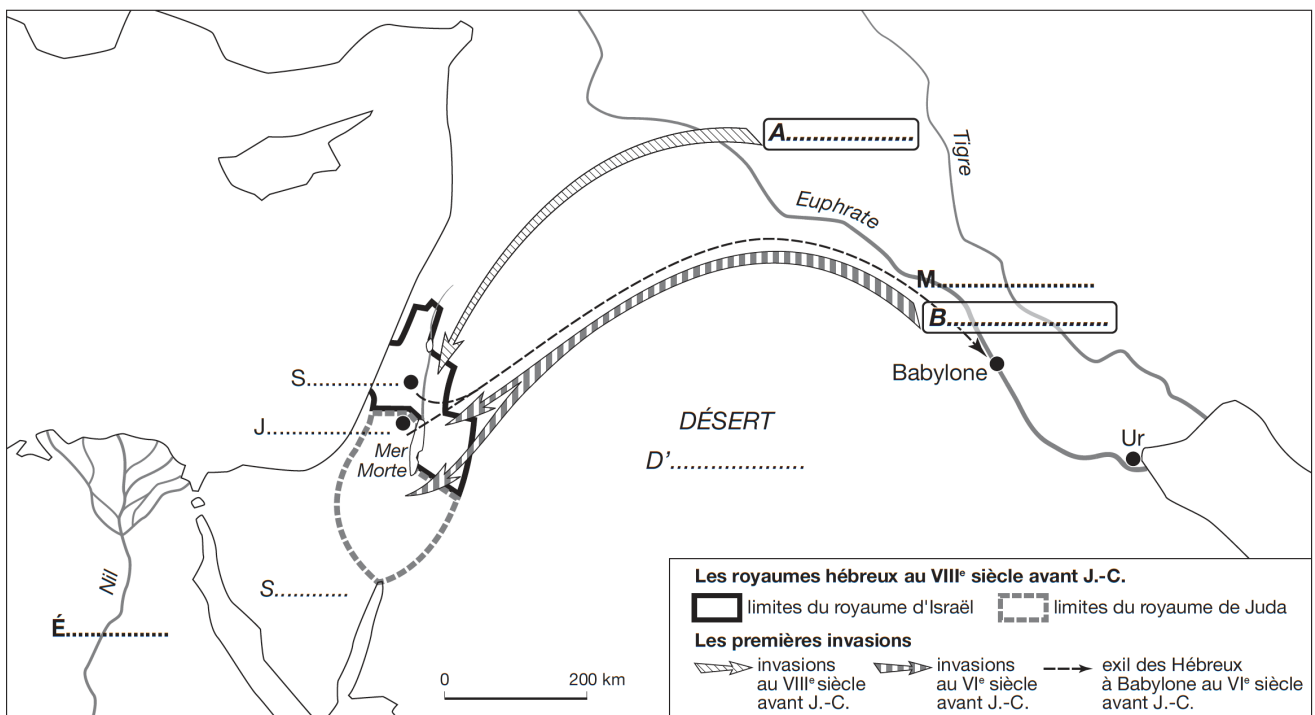 A..................
Tigre
Euphrate
M..........................
B........................
Babylone
S..............
J...................
Mer
Morte
DÉSERT
D'....................
Ur
Nil
S............
É...............
0 200 km
Les royaumes hébreux au VIIIe siècle avant J.-C.
limites du royaume d'Israël limites du royaume de Juda
Les premières invasions
invasions
au VIIIe siècle
avant J.-C.
invasions
au VIe siècle
avant J.-C.
exil des Hébreux
à Babylone au VIe siècle
avant J.-C.